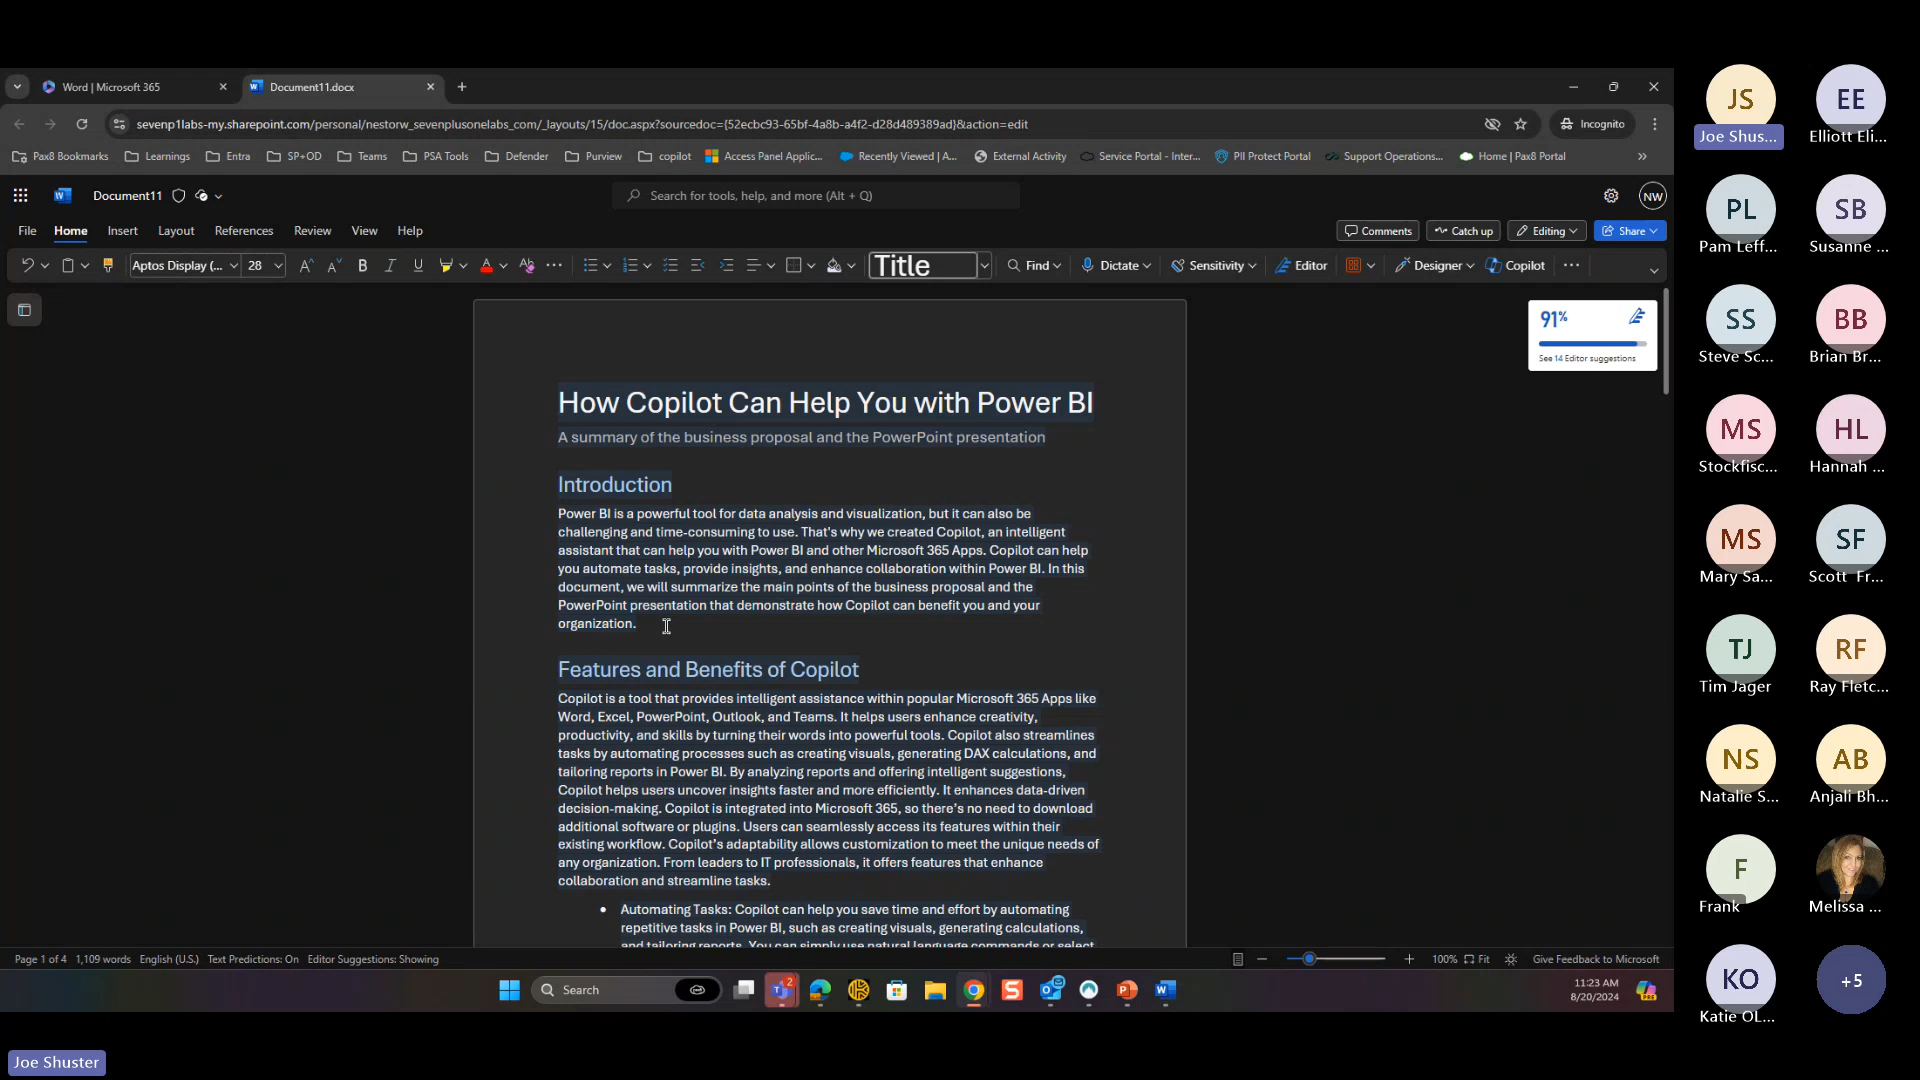 Word | Microsoft 365
Document11.docx
sevenp1labs-my.sharepoint.com/personal/nestorw_sevenplusonelabs_com/_layouts/15/doc.aspx?sourcedoc={52ecbc93-65bf-4a8b-a4f2-d28d489389ad}&action=edit
Incognito
Pax8 Bookmarks Learnings Entra SP+OD Teams PSA Tools Defender Purview copilot Access Panel Applic... Recently Viewed | A... External Activity Service Portal - Inter... PII Protect Portal Support Operations... Home | Pax8 Portal
Document11
Search for tools, help, and more (Alt + Q)
NW
File Home Insert Layout References Review View Help
Comments Catch up Editing Share
Aptos Display (... 28 Title Find Dictate Sensitivity Editor Designer Copilot
91%
See 14 Editor suggestions
How Copilot Can Help You with Power BI
A summary of the business proposal and the PowerPoint presentation
Introduction
Power BI is a powerful tool for data analysis and visualization, but it can also be
challenging and time-consuming to use. That's why we created Copilot, an intelligent
assistant that can help you with Power BI and other Microsoft 365 Apps. Copilot can help
you automate tasks, provide insights, and enhance collaboration within Power BI. In this
document, we will summarize the main points of the business proposal and the
PowerPoint presentation that demonstrate how Copilot can benefit you and your
organization.
Features and Benefits of Copilot
Copilot is a tool that provides intelligent assistance within popular Microsoft 365 Apps like
Word, Excel, PowerPoint, Outlook, and Teams. It helps users enhance creativity,
productivity, and skills by turning their words into powerful tools. Copilot also streamlines
tasks by automating processes such as creating visuals, generating DAX calculations, and
tailoring reports in Power BI. By analyzing reports and offering intelligent suggestions,
Copilot helps users uncover insights faster and more efficiently. It enhances data-driven
decision-making. Copilot is integrated into Microsoft 365, so there's no need to download
additional software or plugins. Users can seamlessly access its features within their
existing workflow. Copilot's adaptability allows customization to meet the unique needs of
any organization. From leaders to IT professionals, it offers features that enhance
collaboration and streamline tasks.
• Automating Tasks: Copilot can help you save time and effort by automating
repetitive tasks in Power BI, such as creating visuals, generating calculations,
and tailoring reports. You can simply use natural language commands or select
Page 1 of 4 1,109 words English (U.S.) Text Predictions: On Editor Suggestions: Showing
100% Fit Give Feedback to Microsoft
Search
2
11:23 AM
8/20/2024
Joe Shuster
JS EE
Joe Shus... Elliott Eli...
PL SB
Pam Leff... Susanne ...
SS BB
Steve Sc... Brian Br...
MS HL
Stockfisc... Hannah ...
MS SF
Mary Sa... Scott Fr...
TJ RF
Tim Jager Ray Fletc...
NS AB
Natalie S... Anjali Bh...
F
Frank Melissa ...
KO +5
Katie OL...